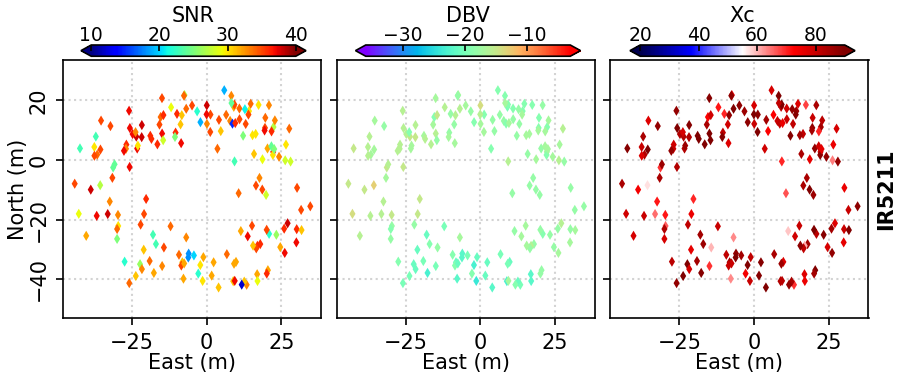 SNR DBV Xc
10 20 30 40 −30 −20 −10 20 40 60 80
20
0
−20
−40
North (m)
IR5211
−25 0 25 −25 0 25 −25 0 25
East (m) East (m) East (m)